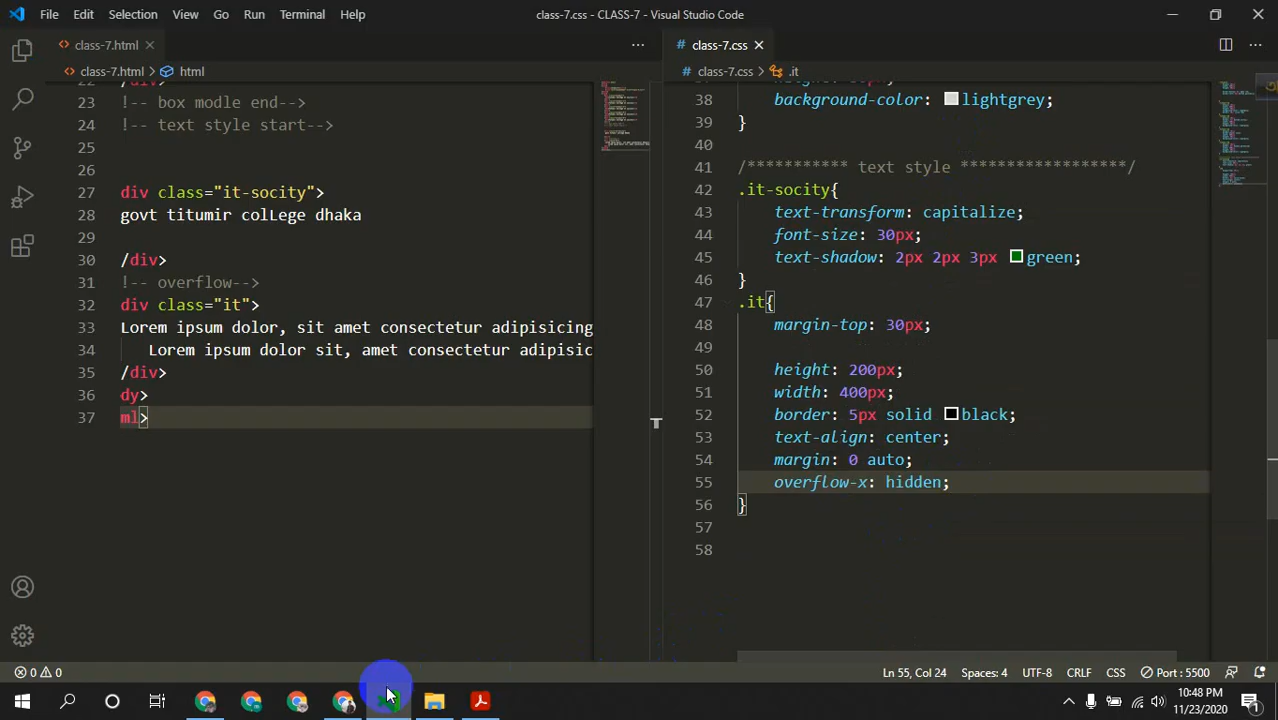 File Edit Selection View Go Run Terminal Help
class-7.css - CLASS-7 - Visual Studio Code
class-7.html
class-7.html > html
/div>
23 !-- box modle end-->
24 !-- text style start-->
25
26
27 div class="it-socity">
28 govt titumir colLege dhaka
29
30 /div>
31 !-- overflow-->
32 div class="it">
33 Lorem ipsum dolor, sit amet consectetur adipisicing
34 Lorem ipsum dolor sit, amet consectetur adipisic
35 /div>
36 dy>
37 ml>
class-7.css
class-7.css > .it
38 background-color: lightgrey;
39 }
40
41 /*********** text style *****************/
42 .it-socity{
43 text-transform: capitalize;
44 font-size: 30px;
45 text-shadow: 2px 2px 3px green;
46 }
47 .it{
48 margin-top: 30px;
49
50 height: 200px;
51 width: 400px;
52 border: 5px solid black;
53 text-align: center;
54 margin: 0 auto;
55 overflow-x: hidden;
56 }
57
58
0 0
Ln 55, Col 24 Spaces: 4 UTF-8 CRLF CSS Port : 5500
10:48 PM
11/23/2020